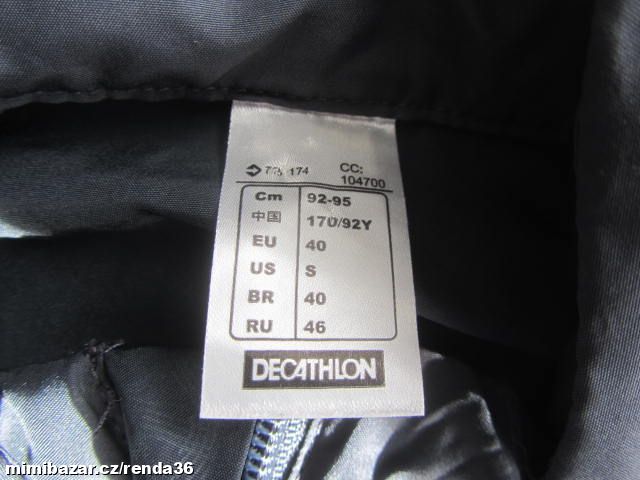 174
CC:
104700
Cm 92-95
中国 170/92Y
EU 40
US S
BR 40
RU 46
DECATHLON
mimibazar.cz/renda36